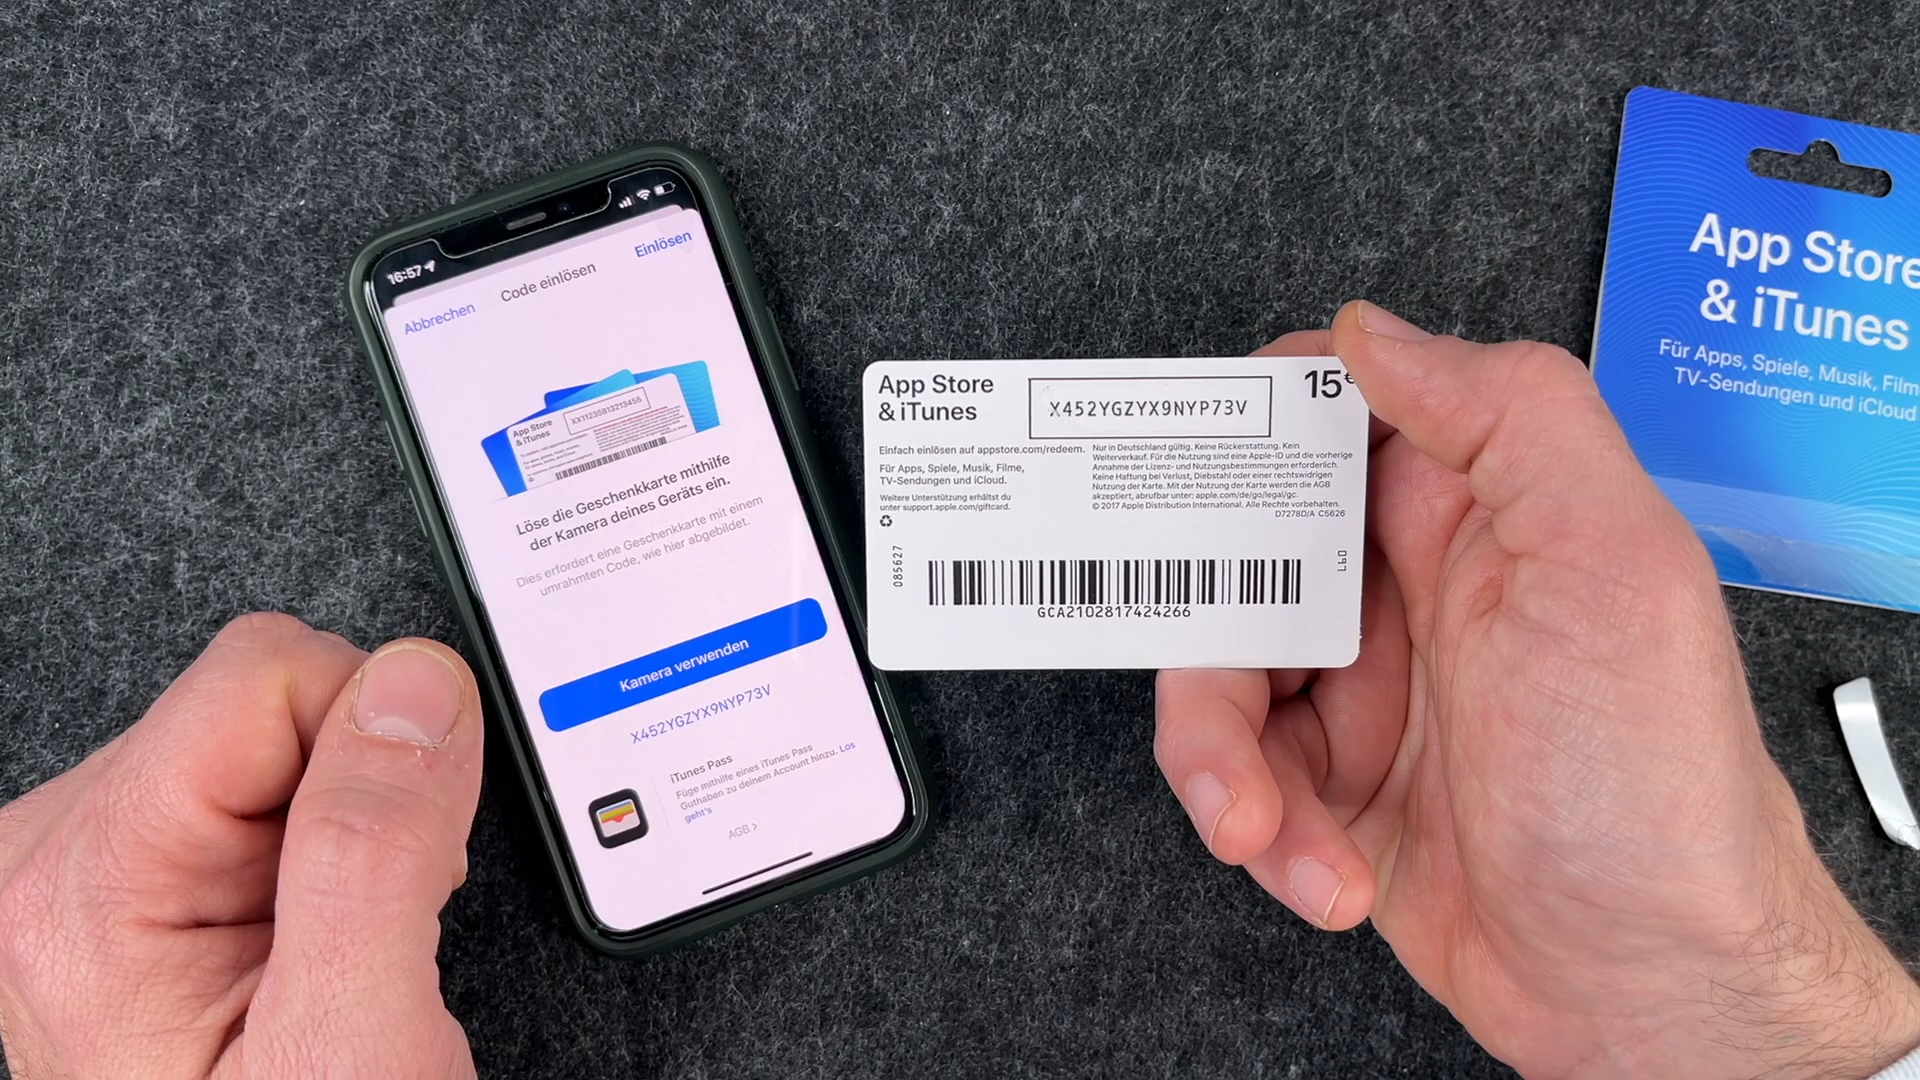 16:57
Abbrechen
Code einlösen
Einlösen
App Store
& iTunes
XX11235813213455
Löse die Geschenkkarte mithilfe
der Kamera deines Geräts ein.
Dies erfordert eine Geschenkkarte mit einem
umrahmten Code, wie hier abgebildet.
Kamera verwenden
X452YGZYX9NYP73V
iTunes Pass
Füge mithilfe eines iTunes Pass
Guthaben zu deinem Account hinzu. Los
geht's
AGB
App Store
& iTunes
X452YGZYX9NYP73V
15€
Einfach einlösen auf appstore.com/redeem.
Für Apps, Spiele, Musik, Filme,
TV-Sendungen und iCloud.
Weitere Unterstützung erhältst du
unter support.apple.com/giftcard.
Nur in Deutschland gültig. Keine Rückerstattung. Kein
Weiterverkauf. Für die Nutzung sind eine Apple-ID und die vorherige
Annahme der Lizenz- und Nutzungsbestimmungen erforderlich.
Keine Haftung bei Verlust, Diebstahl oder einer rechtswidrigen
Nutzung der Karte. Mit der Nutzung der Karte werden die AGB
akzeptiert, abrufbar unter: apple.com/de/go/legal/gc.
© 2017 Apple Distribution International. Alle Rechte vorbehalten.
D7278D/A C5626
085627
L60
GCA2102817424266
App Store
& iTunes
Für Apps, Spiele, Musik, Film
TV-Sendungen und iCloud